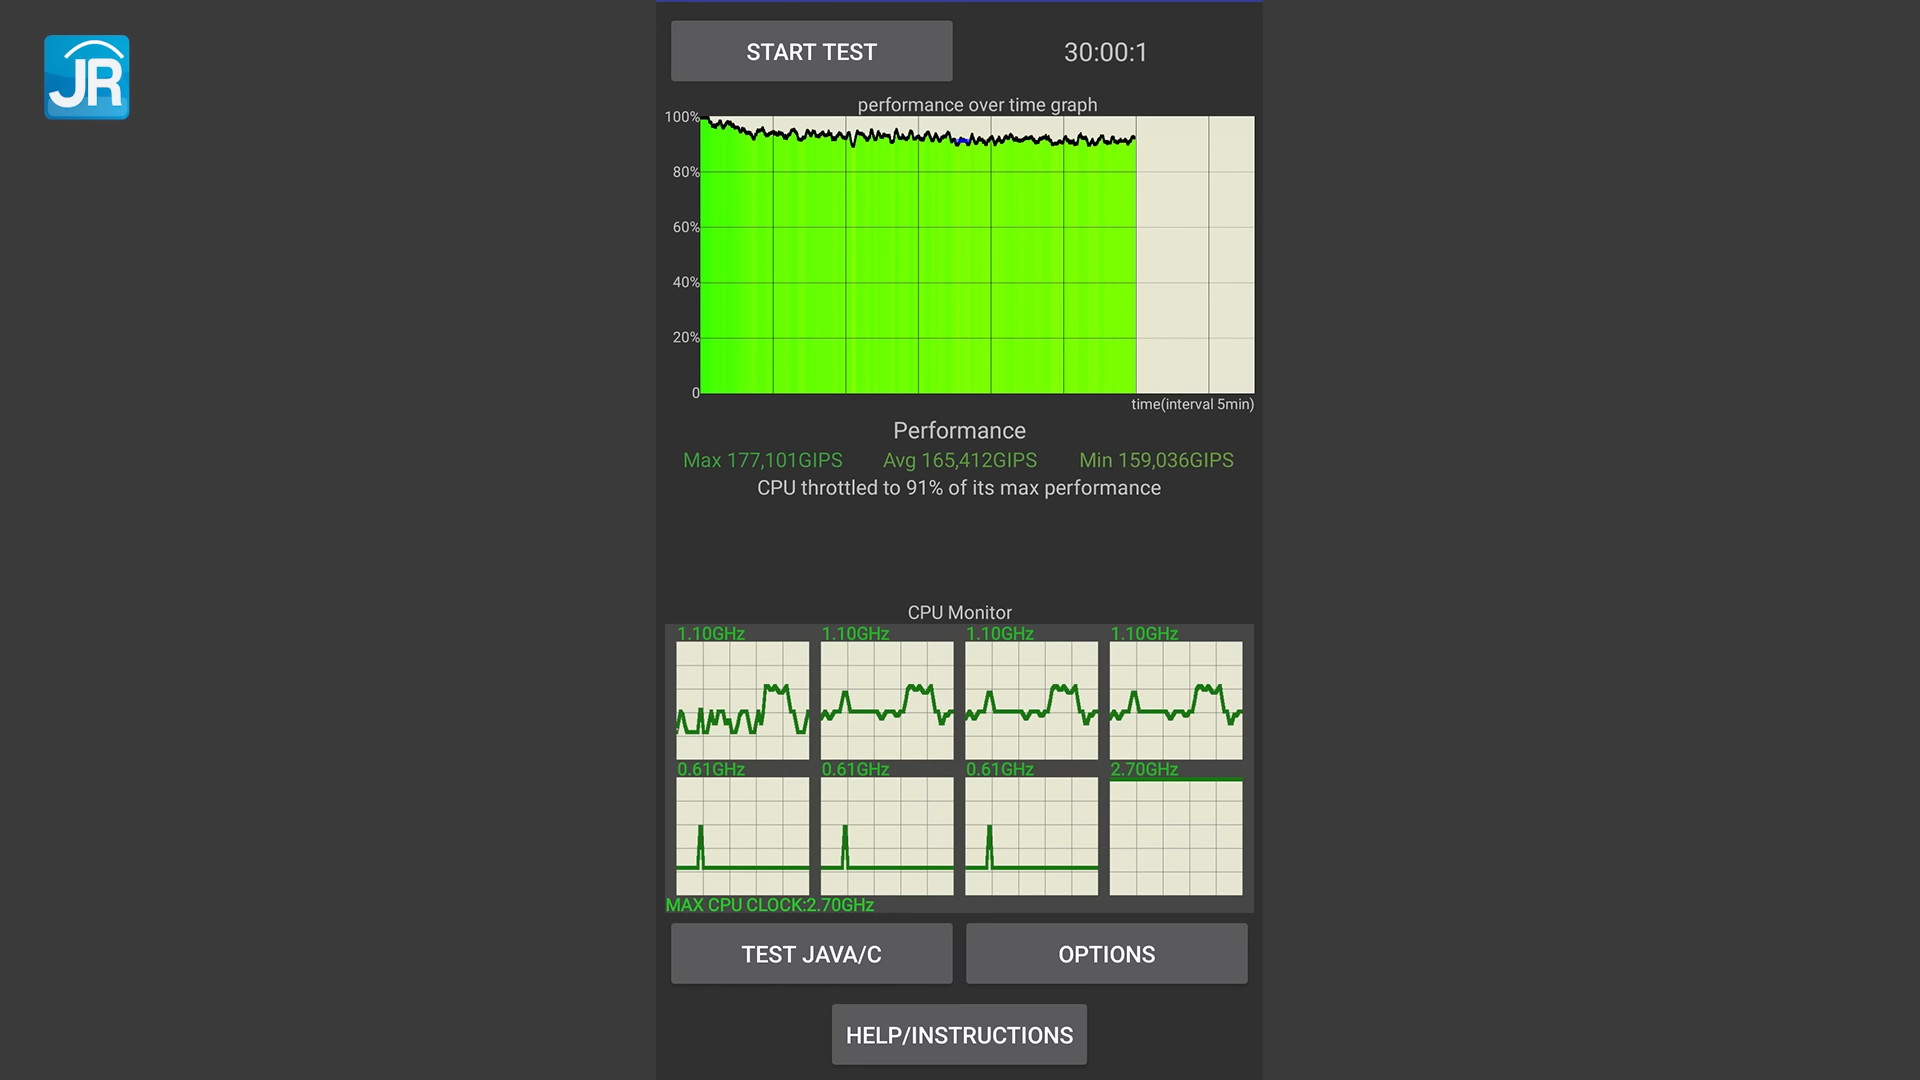 JR
START TEST
30:00:1
performance over time graph
100%
80%
60%
40%
20%
0
time(interval 5min)
Performance
Max 177,101GIPS Avg 165,412GIPS Min 159,036GIPS
CPU throttled to 91% of its max performance
CPU Monitor
1.10GHz 1.10GHz 1.10GHz 1.10GHz
0.61GHz 0.61GHz 0.61GHz 2.70GHz
MAX CPU CLOCK:2.70GHz
TEST JAVA/C
OPTIONS
HELP/INSTRUCTIONS